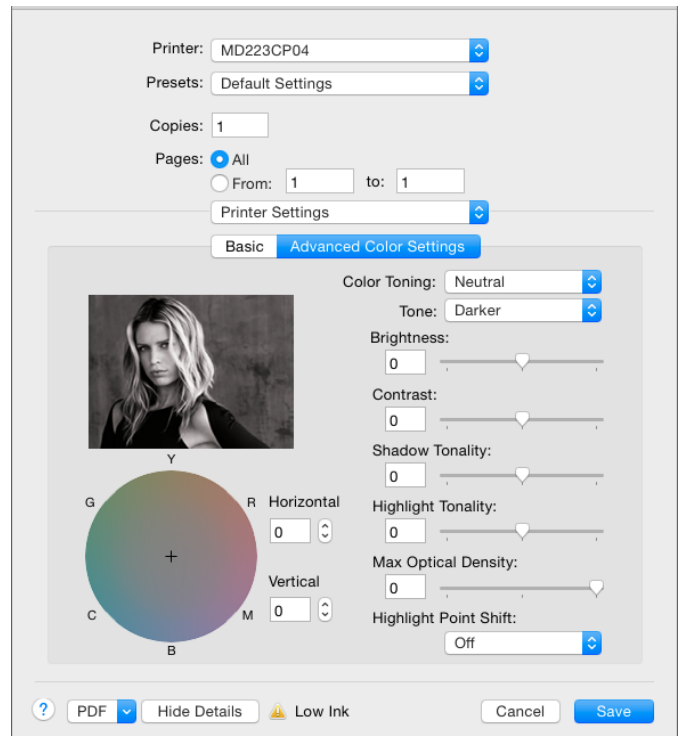 Printer: MD223CP04
Presets: Default Settings
Copies: 1
Pages: All
From: 1 to: 1
Printer Settings
Basic Advanced Color Settings
Color Toning: Neutral
Tone: Darker
Brightness:
0
Contrast:
0
Shadow Tonality:
0
Highlight Tonality:
0
Max Optical Density:
0
Highlight Point Shift:
Off
Y
G R
C M
B
Horizontal
0
Vertical
0
? PDF Hide Details Low Ink Cancel Save